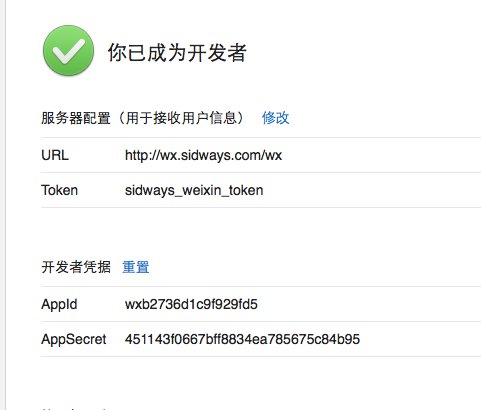 你已成为开发者
服务器配置（用于接收用户信息） 修改
URL http://wx.sidways.com/wx
Token sidways_weixin_token
开发者凭据 重置
AppId wxb2736d1c9f929fd5
AppSecret 451143f0667bff8834ea785675c84b95